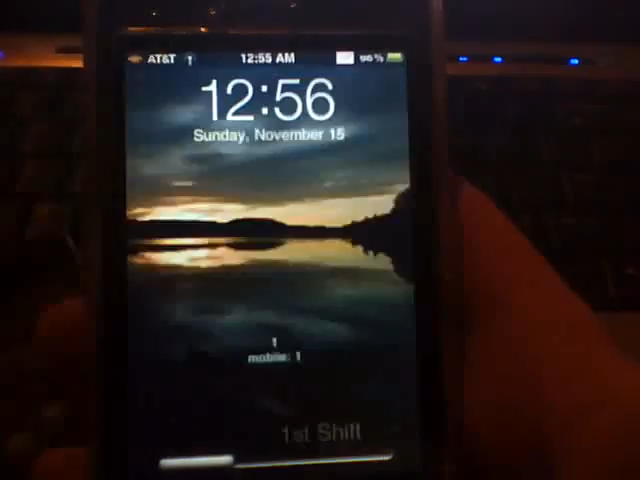 AT&T 12:55 AM 96%
12:56
Sunday, November 15
1
mobile: 1
1st Shift